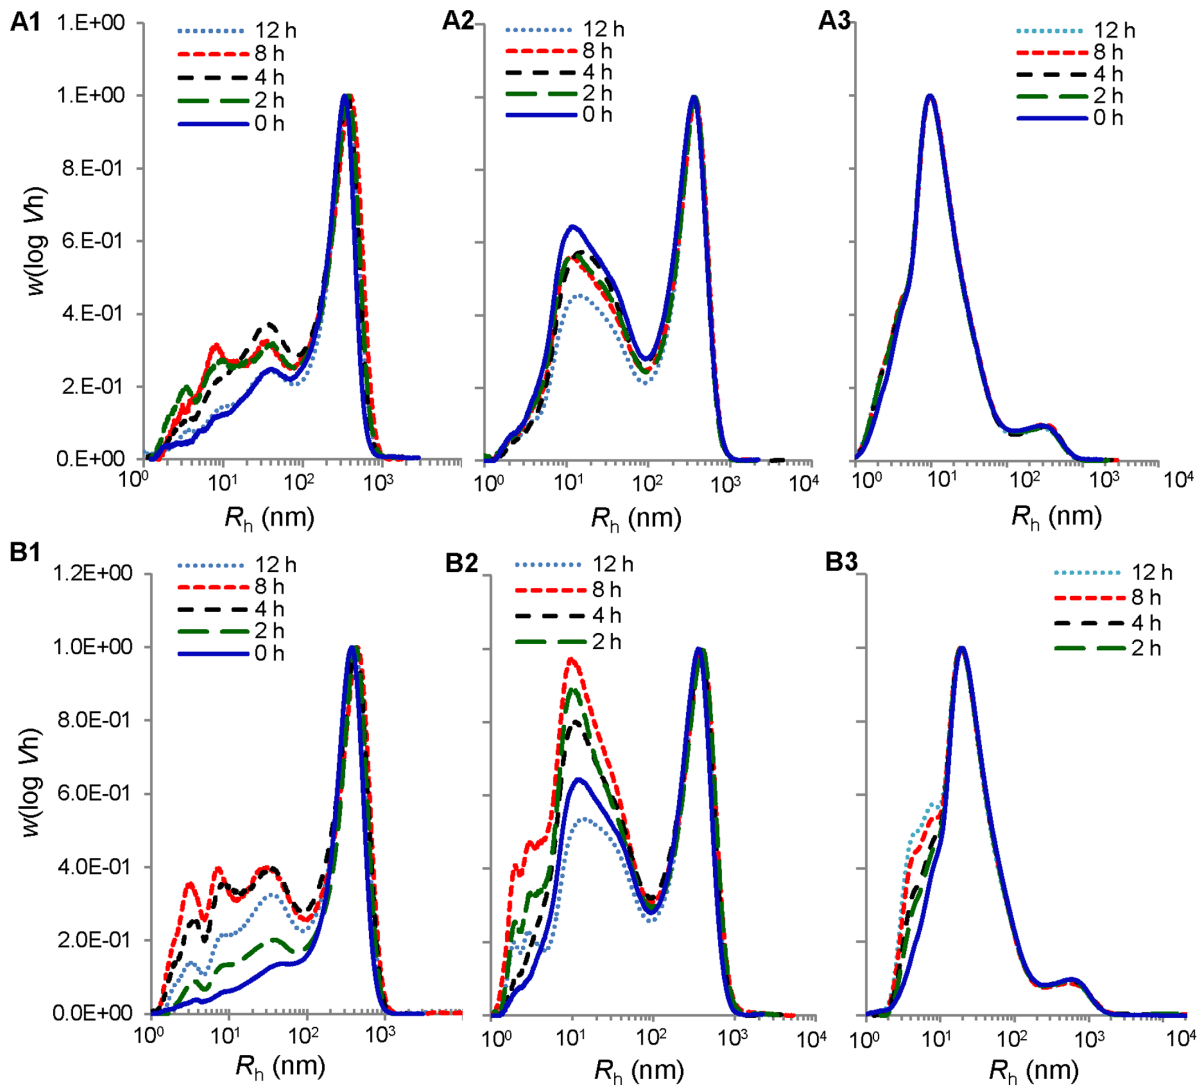 A1
1.E+00
12 h
8 h
4 h
2 h
0 h
1.E+00
8.E-01
6.E-01
4.E-01
2.E-01
0.E+00
w(log Vh)
10⁰ 10¹ 10² 10³
Rₕ (nm)
A2
12 h
8 h
4 h
2 h
0 h
10⁰ 10¹ 10² 10³ 10⁴
Rₕ (nm)
A3
12 h
8 h
4 h
2 h
0 h
10⁰ 10¹ 10² 10³ 10⁴
Rₕ (nm)
B1
1.2E+00
12 h
8 h
4 h
2 h
0 h
1.0E+00
8.0E-01
6.0E-01
4.0E-01
2.0E-01
0.0E+00
w(log Vh)
10⁰ 10¹ 10² 10³
Rₕ (nm)
B2
12 h
8 h
4 h
2 h
10⁰ 10¹ 10² 10³ 10⁴
Rₕ (nm)
B3
12 h
8 h
4 h
2 h
10⁰ 10¹ 10² 10³ 10⁴
Rₕ (nm)